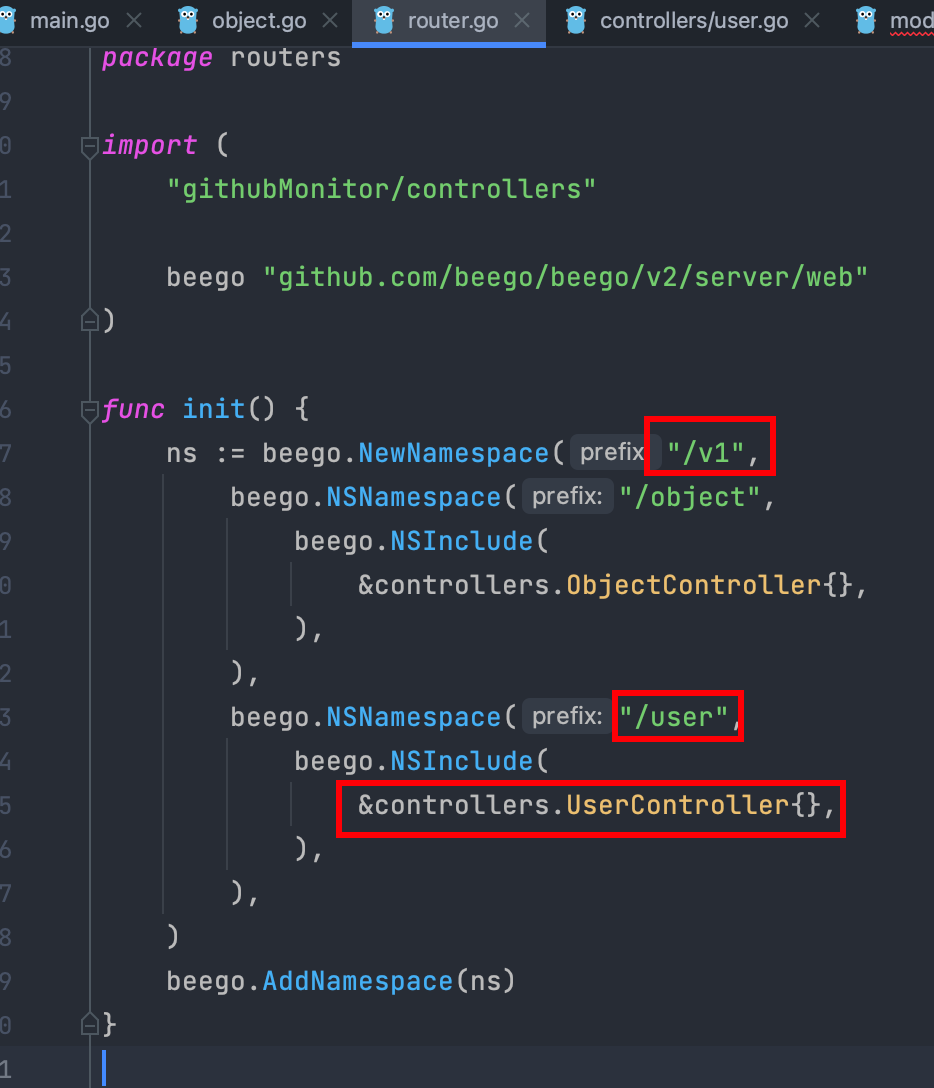 main.go
object.go
router.go
controllers/user.go
mod
8 package routers
9
0 import (
1 "githubMonitor/controllers"
2
3 beego "github.com/beego/beego/v2/server/web"
4 )
5
6 func init() {
7 ns := beego.NewNamespace( prefix "/v1",
8 beego.NSNamespace( prefix: "/object",
9 beego.NSInclude(
0 &controllers.ObjectController{},
1 ),
2 ),
3 beego.NSNamespace( prefix: "/user",
4 beego.NSInclude(
5 &controllers.UserController{},
6 ),
7 ),
8 )
9 beego.AddNamespace(ns)
0 }
1